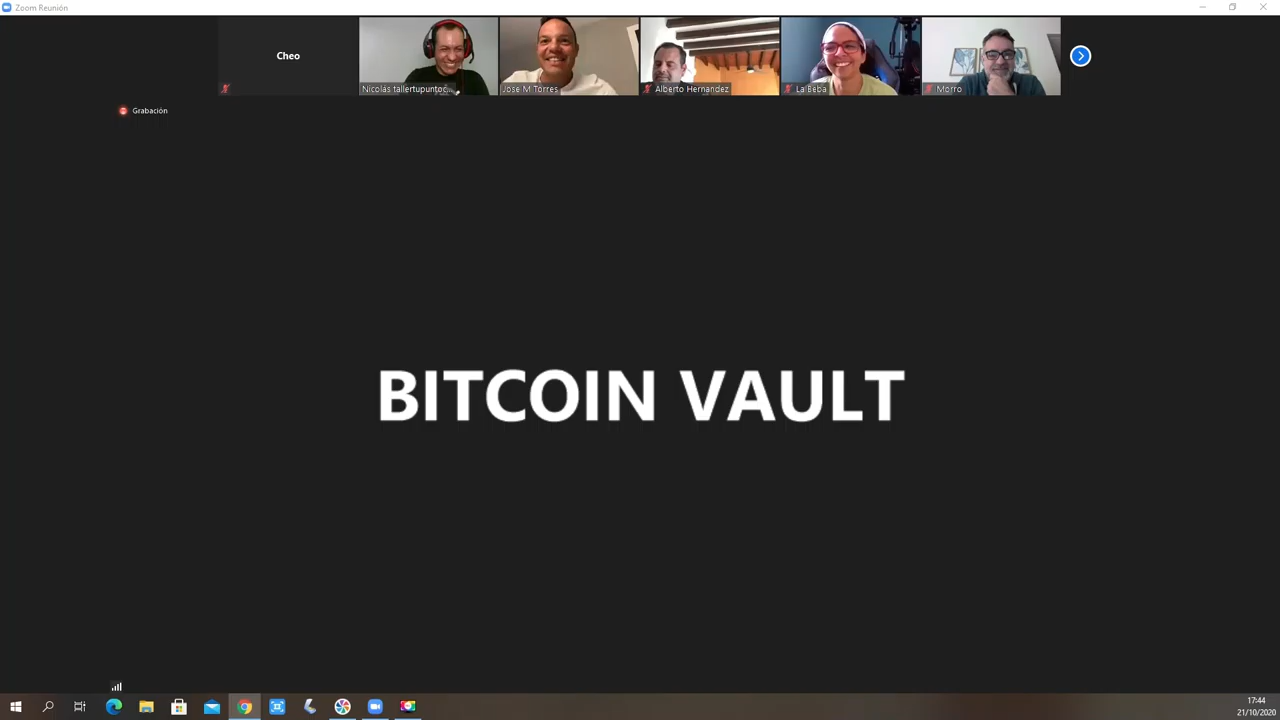 Zoom Reunión
Cheo
Nicolás tallertupuntoc...
Jose M Torres
Alberto Hernandez
La Beba
Morro
Grabación
BITCOIN VAULT
17:44
21/10/2020